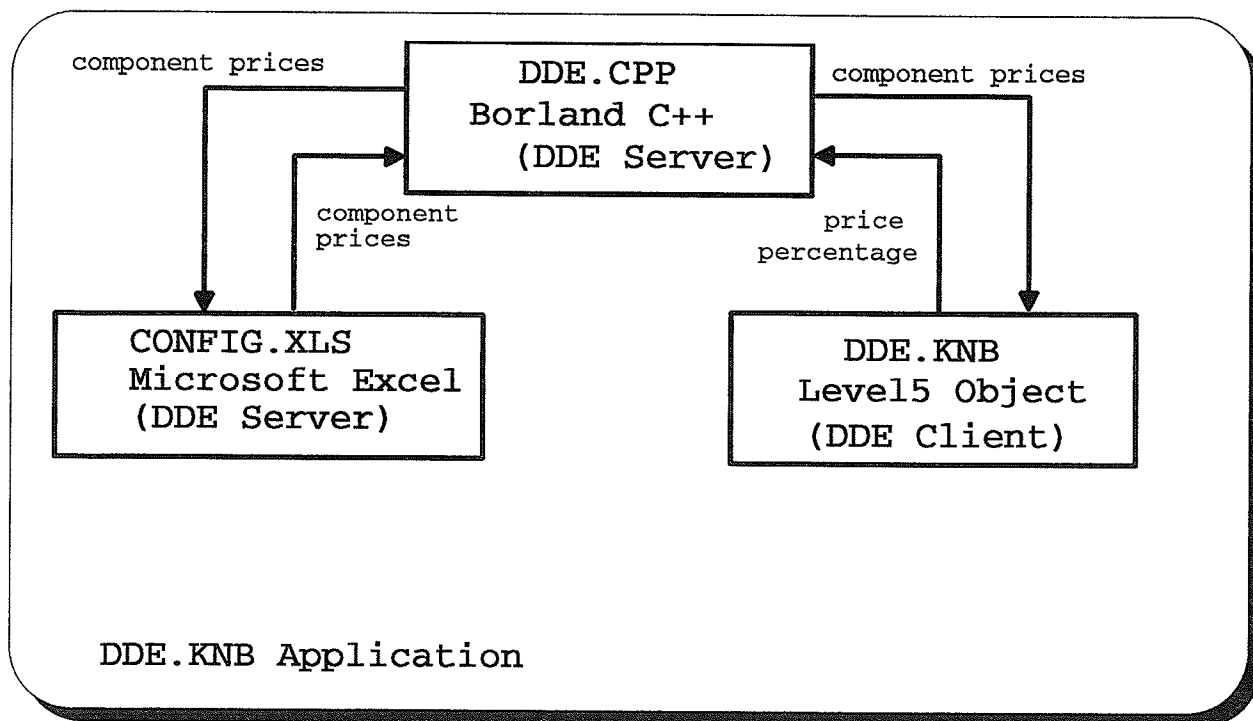 component prices
DDE.CPP
Borland C++
(DDE Server)
component prices
component
prices
price
percentage
CONFIG.XLS
Microsoft Excel
(DDE Server)
DDE.KNB
Level5 Object
(DDE Client)
DDE.KNB Application